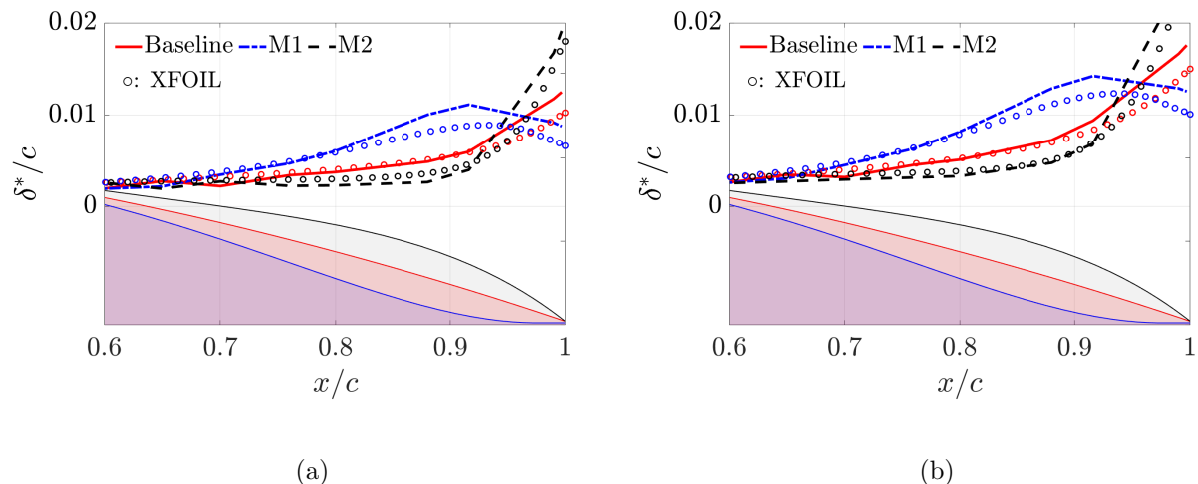 0.02
Baseline M1 M2
: XFOIL
0.01
0
δ*/c
0.6 0.7 0.8 0.9 1
x/c
(a)
0.02
Baseline M1 M2
: XFOIL
0.01
0
δ*/c
0.6 0.7 0.8 0.9 1
x/c
(b)